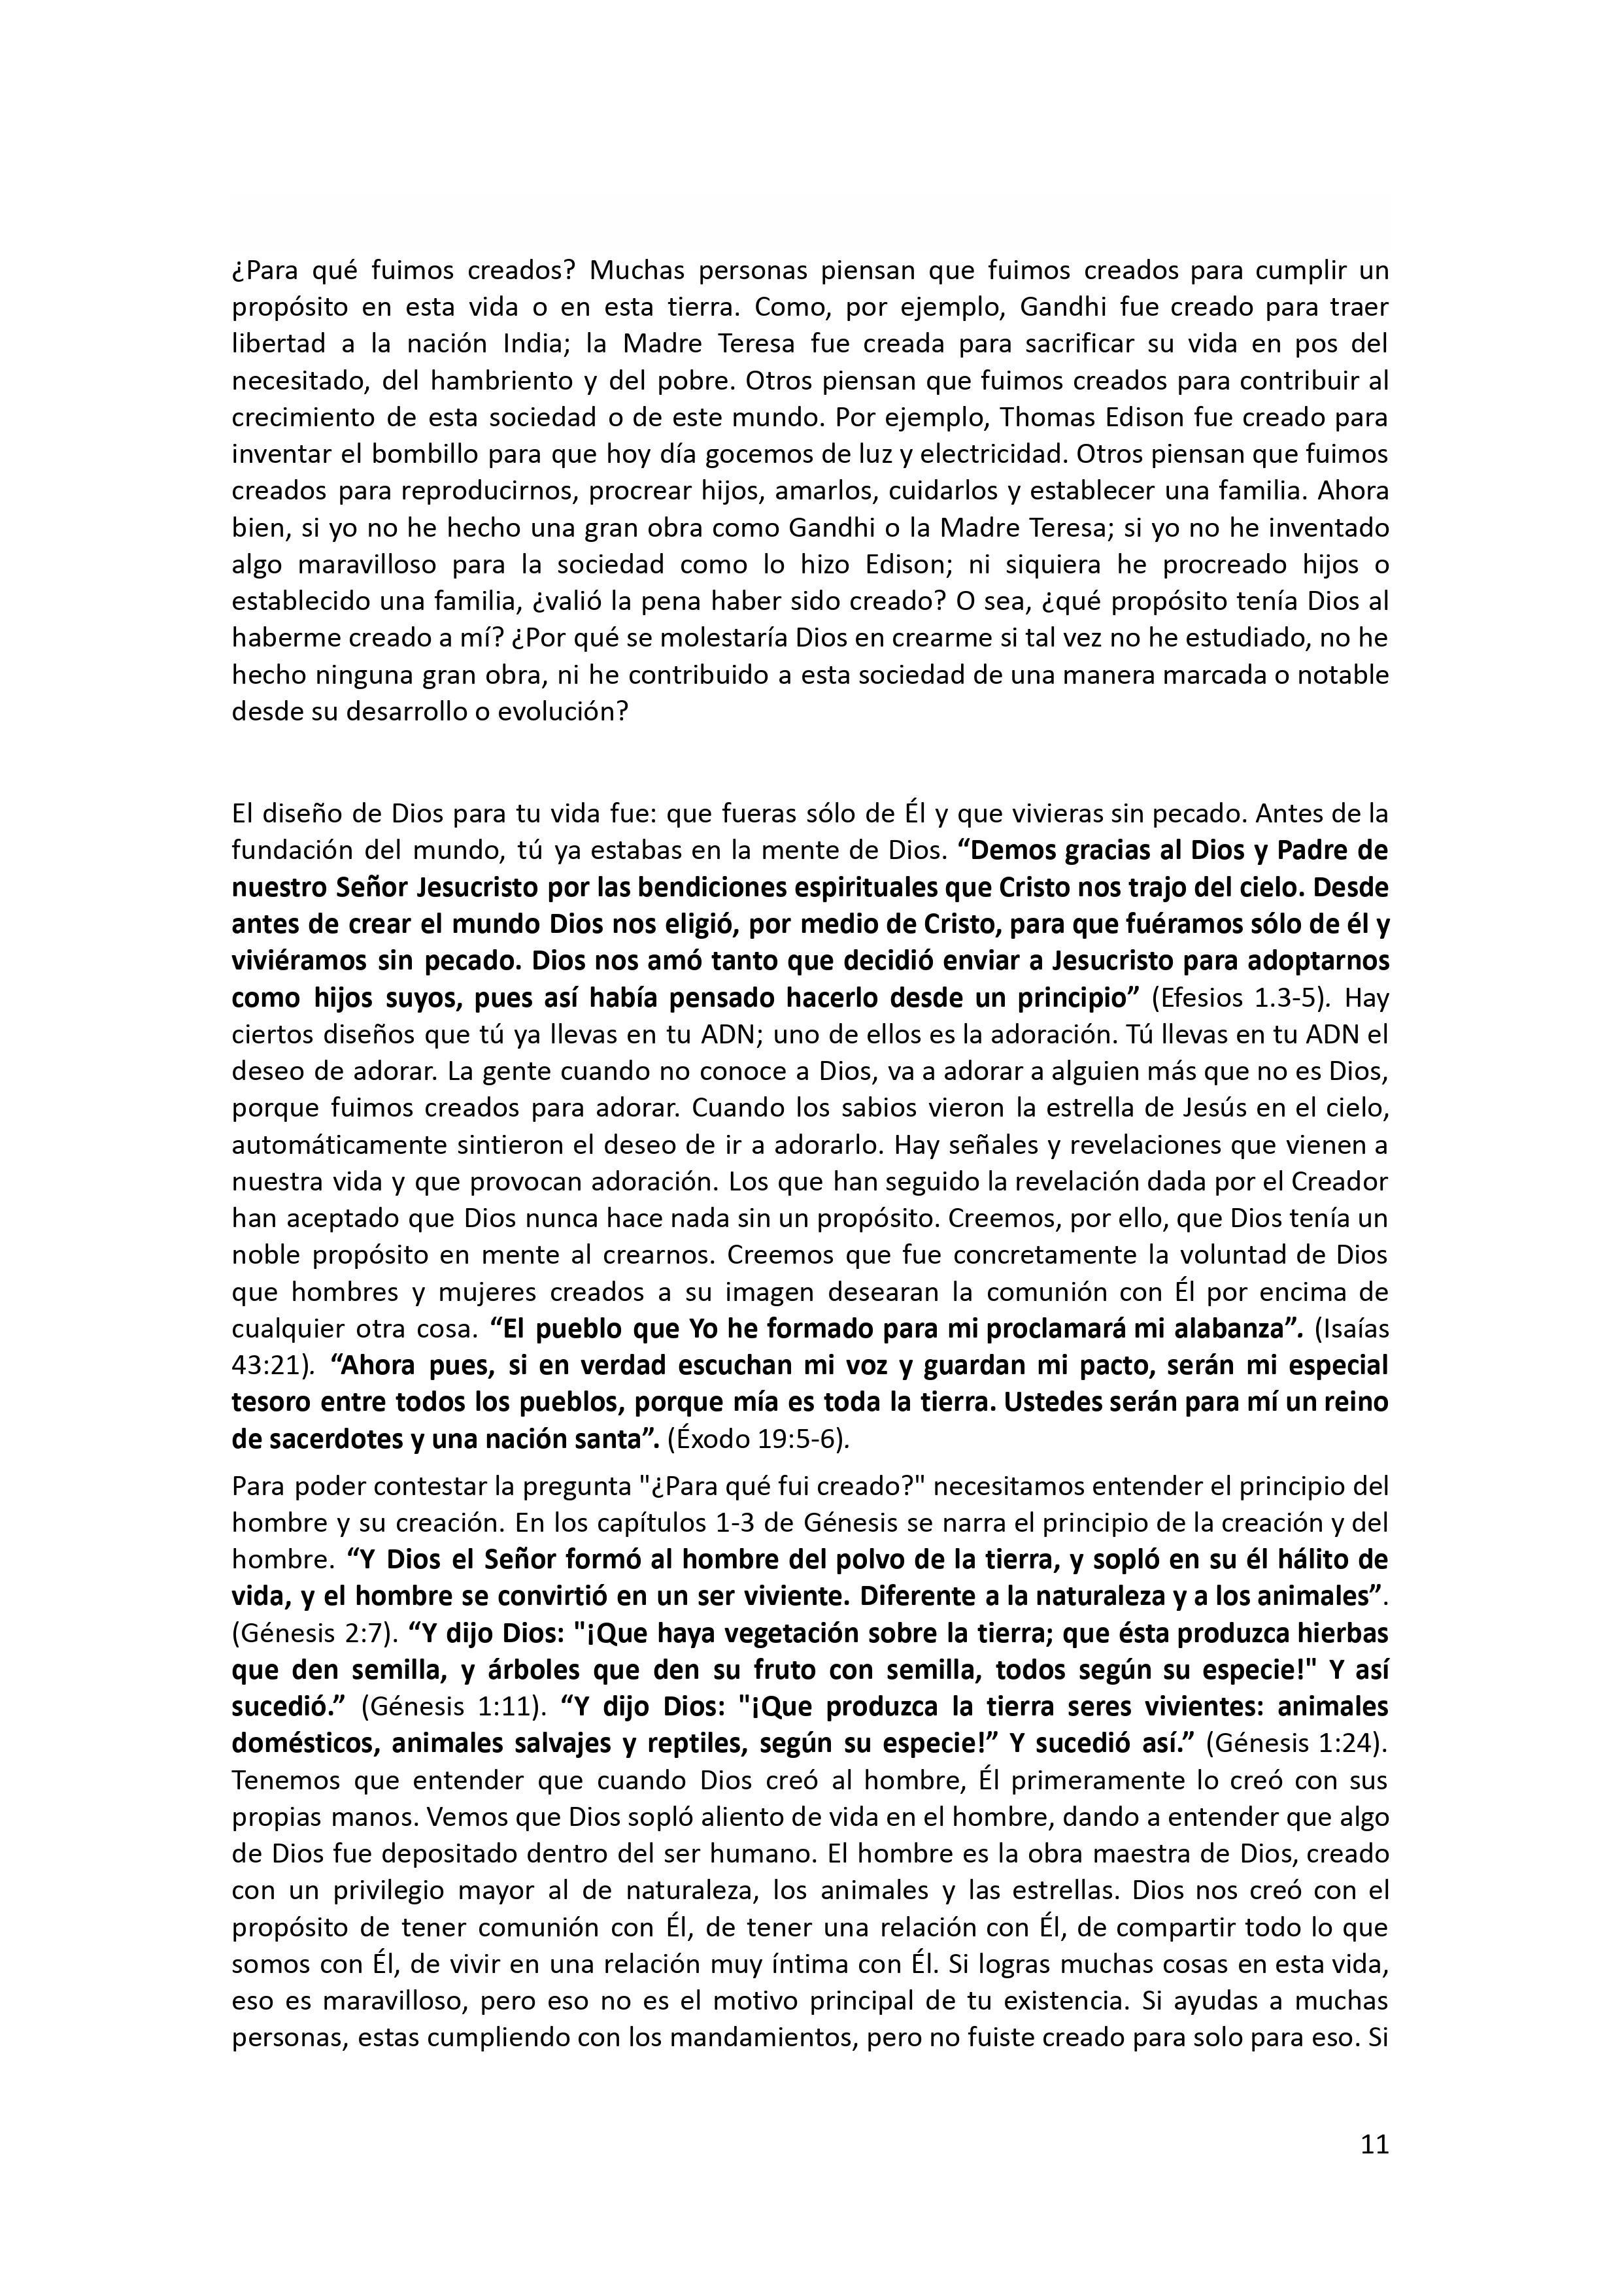 ¿Para qué fuimos creados? Muchas personas piensan que fuimos creados para cumplir un
propósito en esta vida o en esta tierra. Como, por ejemplo, Gandhi fue creado para traer
libertad a la nación India; la Madre Teresa fue creada para sacrificar su vida en pos del
necesitado, del hambriento y del pobre. Otros piensan que fuimos creados para contribuir al
crecimiento de esta sociedad o de este mundo. Por ejemplo, Thomas Edison fue creado para
inventar el bombillo para que hoy día gocemos de luz y electricidad. Otros piensan que fuimos
creados para reproducirnos, procrear hijos, amarlos, cuidarlos y establecer una familia. Ahora
bien, si yo no he hecho una gran obra como Gandhi o la Madre Teresa; si yo no he inventado
algo maravilloso para la sociedad como lo hizo Edison; ni siquiera he procreado hijos o
establecido una familia, ¿valió la pena haber sido creado? O sea, ¿qué propósito tenía Dios al
haberme creado a mí? ¿Por qué se molestaría Dios en crearme si tal vez no he estudiado, no he
hecho ninguna gran obra, ni he contribuido a esta sociedad de una manera marcada o notable
desde su desarrollo o evolución?
El diseño de Dios para tu vida fue: que fueras sólo de Él y que vivieras sin pecado. Antes de la
fundación del mundo, tú ya estabas en la mente de Dios. “Demos gracias al Dios y Padre de
nuestro Señor Jesucristo por las bendiciones espirituales que Cristo nos trajo del cielo. Desde
antes de crear el mundo Dios nos eligió, por medio de Cristo, para que fuéramos sólo de él y
viviéramos sin pecado. Dios nos amó tanto que decidió enviar a Jesucristo para adoptarnos
como hijos suyos, pues así había pensado hacerlo desde un principio” (Efesios 1.3-5). Hay
ciertos diseños que tú ya llevas en tu ADN; uno de ellos es la adoración. Tú llevas en tu ADN el
deseo de adorar. La gente cuando no conoce a Dios, va a adorar a alguien más que no es Dios,
porque fuimos creados para adorar. Cuando los sabios vieron la estrella de Jesús en el cielo,
automáticamente sintieron el deseo de ir a adorarlo. Hay señales y revelaciones que vienen a
nuestra vida y que provocan adoración. Los que han seguido la revelación dada por el Creador
han aceptado que Dios nunca hace nada sin un propósito. Creemos, por ello, que Dios tenía un
noble propósito en mente al crearnos. Creemos que fue concretamente la voluntad de Dios
que hombres y mujeres creados a su imagen desearan la comunión con Él por encima de
cualquier otra cosa. “El pueblo que Yo he formado para mi proclamará mi alabanza”. (Isaías
43:21). “Ahora pues, si en verdad escuchan mi voz y guardan mi pacto, serán mi especial
tesoro entre todos los pueblos, porque mía es toda la tierra. Ustedes serán para mí un reino
de sacerdotes y una nación santa”. (Éxodo 19:5-6).
Para poder contestar la pregunta "¿Para qué fui creado?" necesitamos entender el principio del
hombre y su creación. En los capítulos 1-3 de Génesis se narra el principio de la creación y del
hombre. “Y Dios el Señor formó al hombre del polvo de la tierra, y sopló en su él hálito de
vida, y el hombre se convirtió en un ser viviente. Diferente a la naturaleza y a los animales”.
(Génesis 2:7). “Y dijo Dios: "¡Que haya vegetación sobre la tierra; que ésta produzca hierbas
que den semilla, y árboles que den su fruto con semilla, todos según su especie!" Y así
sucedió.” (Génesis 1:11). “Y dijo Dios: "¡Que produzca la tierra seres vivientes: animales
domésticos, animales salvajes y reptiles, según su especie!” Y sucedió así.” (Génesis 1:24).
Tenemos que entender que cuando Dios creó al hombre, Él primeramente lo creó con sus
propias manos. Vemos que Dios sopló aliento de vida en el hombre, dando a entender que algo
de Dios fue depositado dentro del ser humano. El hombre es la obra maestra de Dios, creado
con un privilegio mayor al de naturaleza, los animales y las estrellas. Dios nos creó con el
propósito de tener comunión con Él, de tener una relación con Él, de compartir todo lo que
somos con Él, de vivir en una relación muy íntima con Él. Si logras muchas cosas en esta vida,
eso es maravilloso, pero eso no es el motivo principal de tu existencia. Si ayudas a muchas
personas, estas cumpliendo con los mandamientos, pero no fuiste creado para solo para eso. Si
11